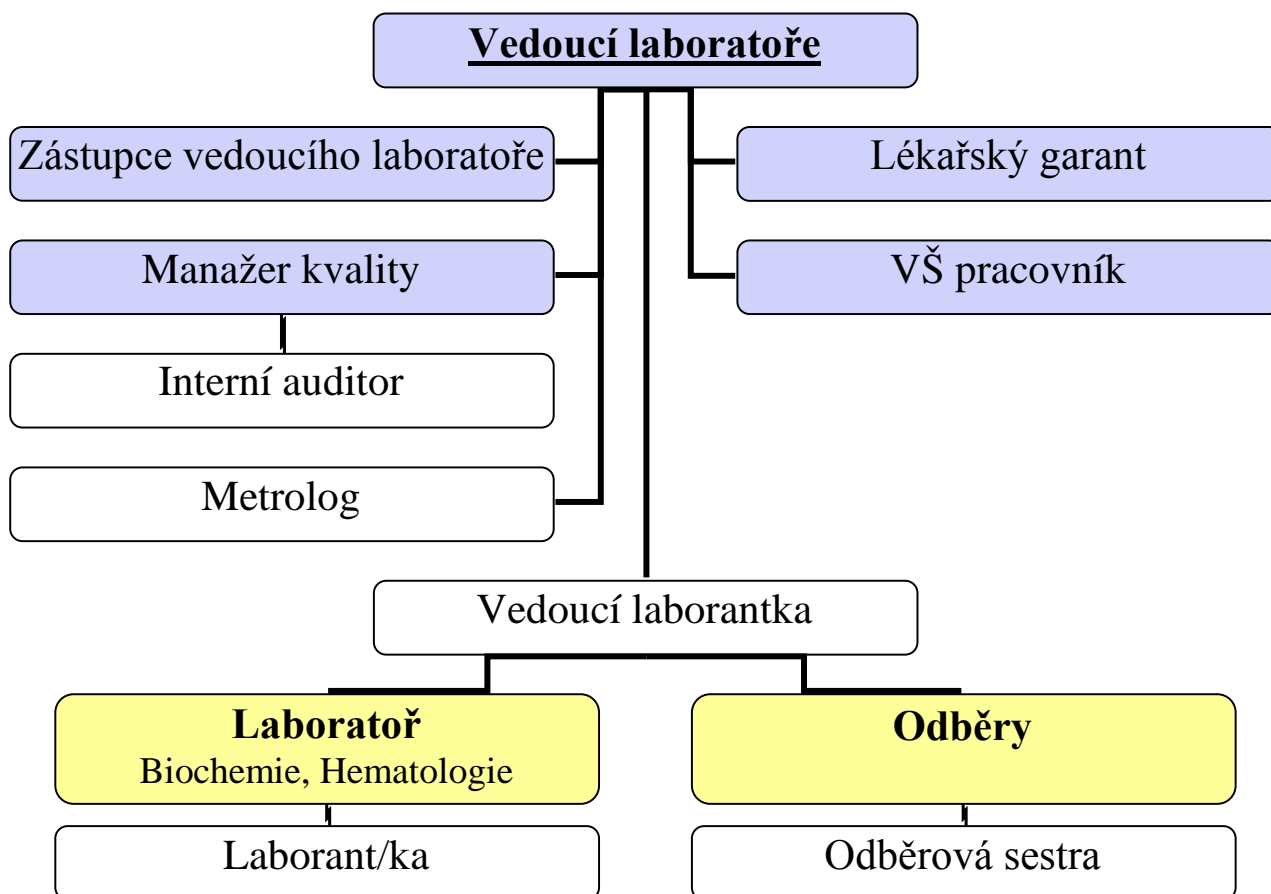 Vedoucí laboratoře
Zástupce vedoucího laboratoře
Lékařský garant
Manažer kvality
VŠ pracovník
Interní auditor
Metrolog
Vedoucí laborantka
Laboratoř
Biochemie, Hematologie
Odběry
Laborant/ka
Odběrová sestra